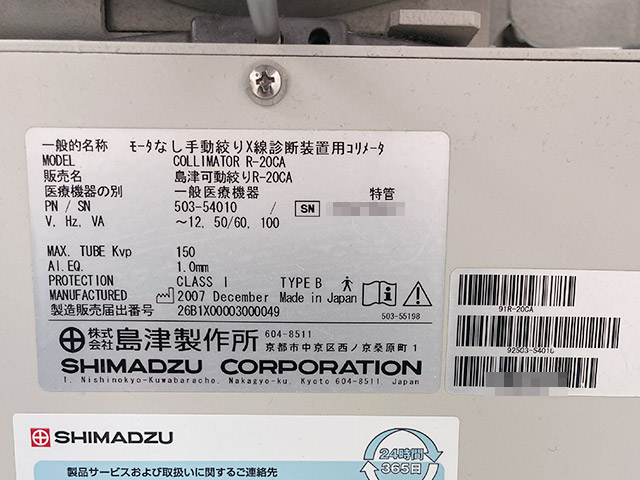 一般的名称 モータなし手動絞りX線診断装置用コリメータ
MODEL COLLIMATOR R-20CA
販売名 島津可動絞りR-20CA
医療機器の別 一般医療機器 特管
PN / SN 503-54010 / SN
V, Hz, VA ～12, 50/60, 100
MAX. TUBE Kvp 150
Al.EQ. 1.0mm
PROTECTION CLASS I TYPE B
MANUFACTURED 2007 December Made in Japan
製造販売届出番号 26B1X00003000049
503-55198
株式会社 島津製作所 604-8511
京都市中京区西ノ京桑原町1
SHIMADZU CORPORATION
1, Nishinokyo-Kuwabaracho, Nakagyo-ku, Kyoto 604-8511, Japan
91R-20CA
92503-54010
SHIMADZU
製品サービスおよび取扱いに関するご連絡先
24時間
365日